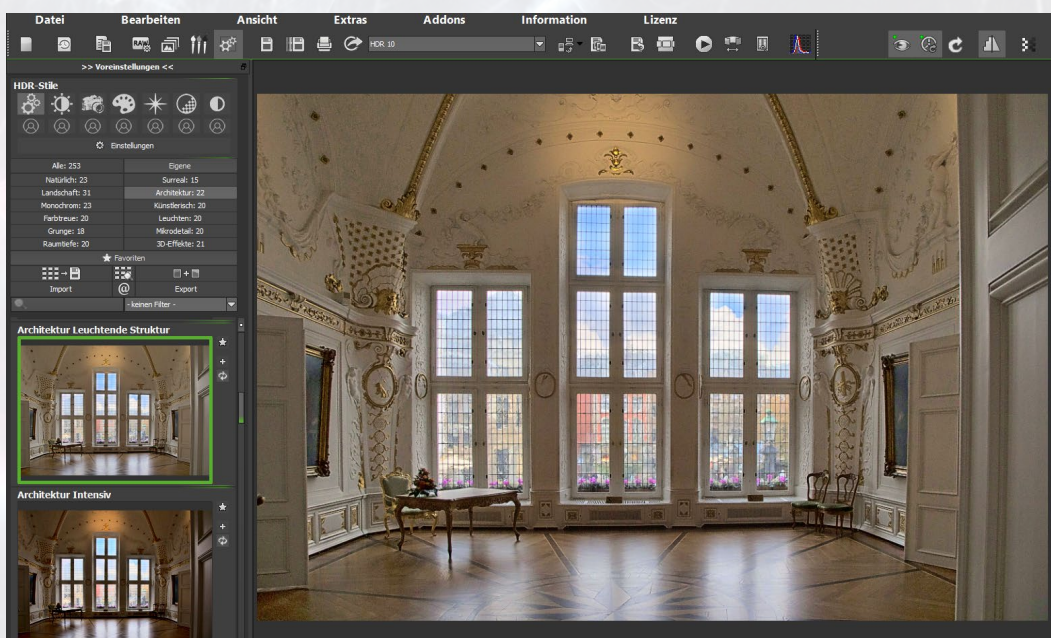 Datei Bearbeiten Ansicht Extras Addons Information Lizenz
RAW HDR 10
>> Voreinstellungen <<
HDR-Stile
Einstellungen
Alle: 253 Eigene
Natürlich: 23 Surreal: 15
Landschaft: 31 Architektur: 22
Monochrom: 23 Künstlerisch: 20
Farbtreue: 20 Leuchten: 20
Grunge: 18 Mikrodetail: 20
Raumtiefe: 20 3D-Effekte: 21
Favoriten
Import @ Export
- keinen Filter -
Architektur Leuchtende Struktur
Architektur Intensiv